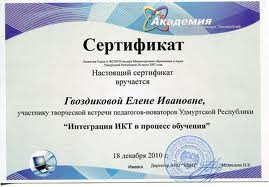 Академия
Сертификат
Настоящий сертификат
вручается
Гвоздиковой Елене Ивановне,
участнику творческой встречи педагогов-новаторов Удмуртской Республики
"Интеграция ИКТ в процесс обучения"
18 декабря 2010 г.
Ижевск